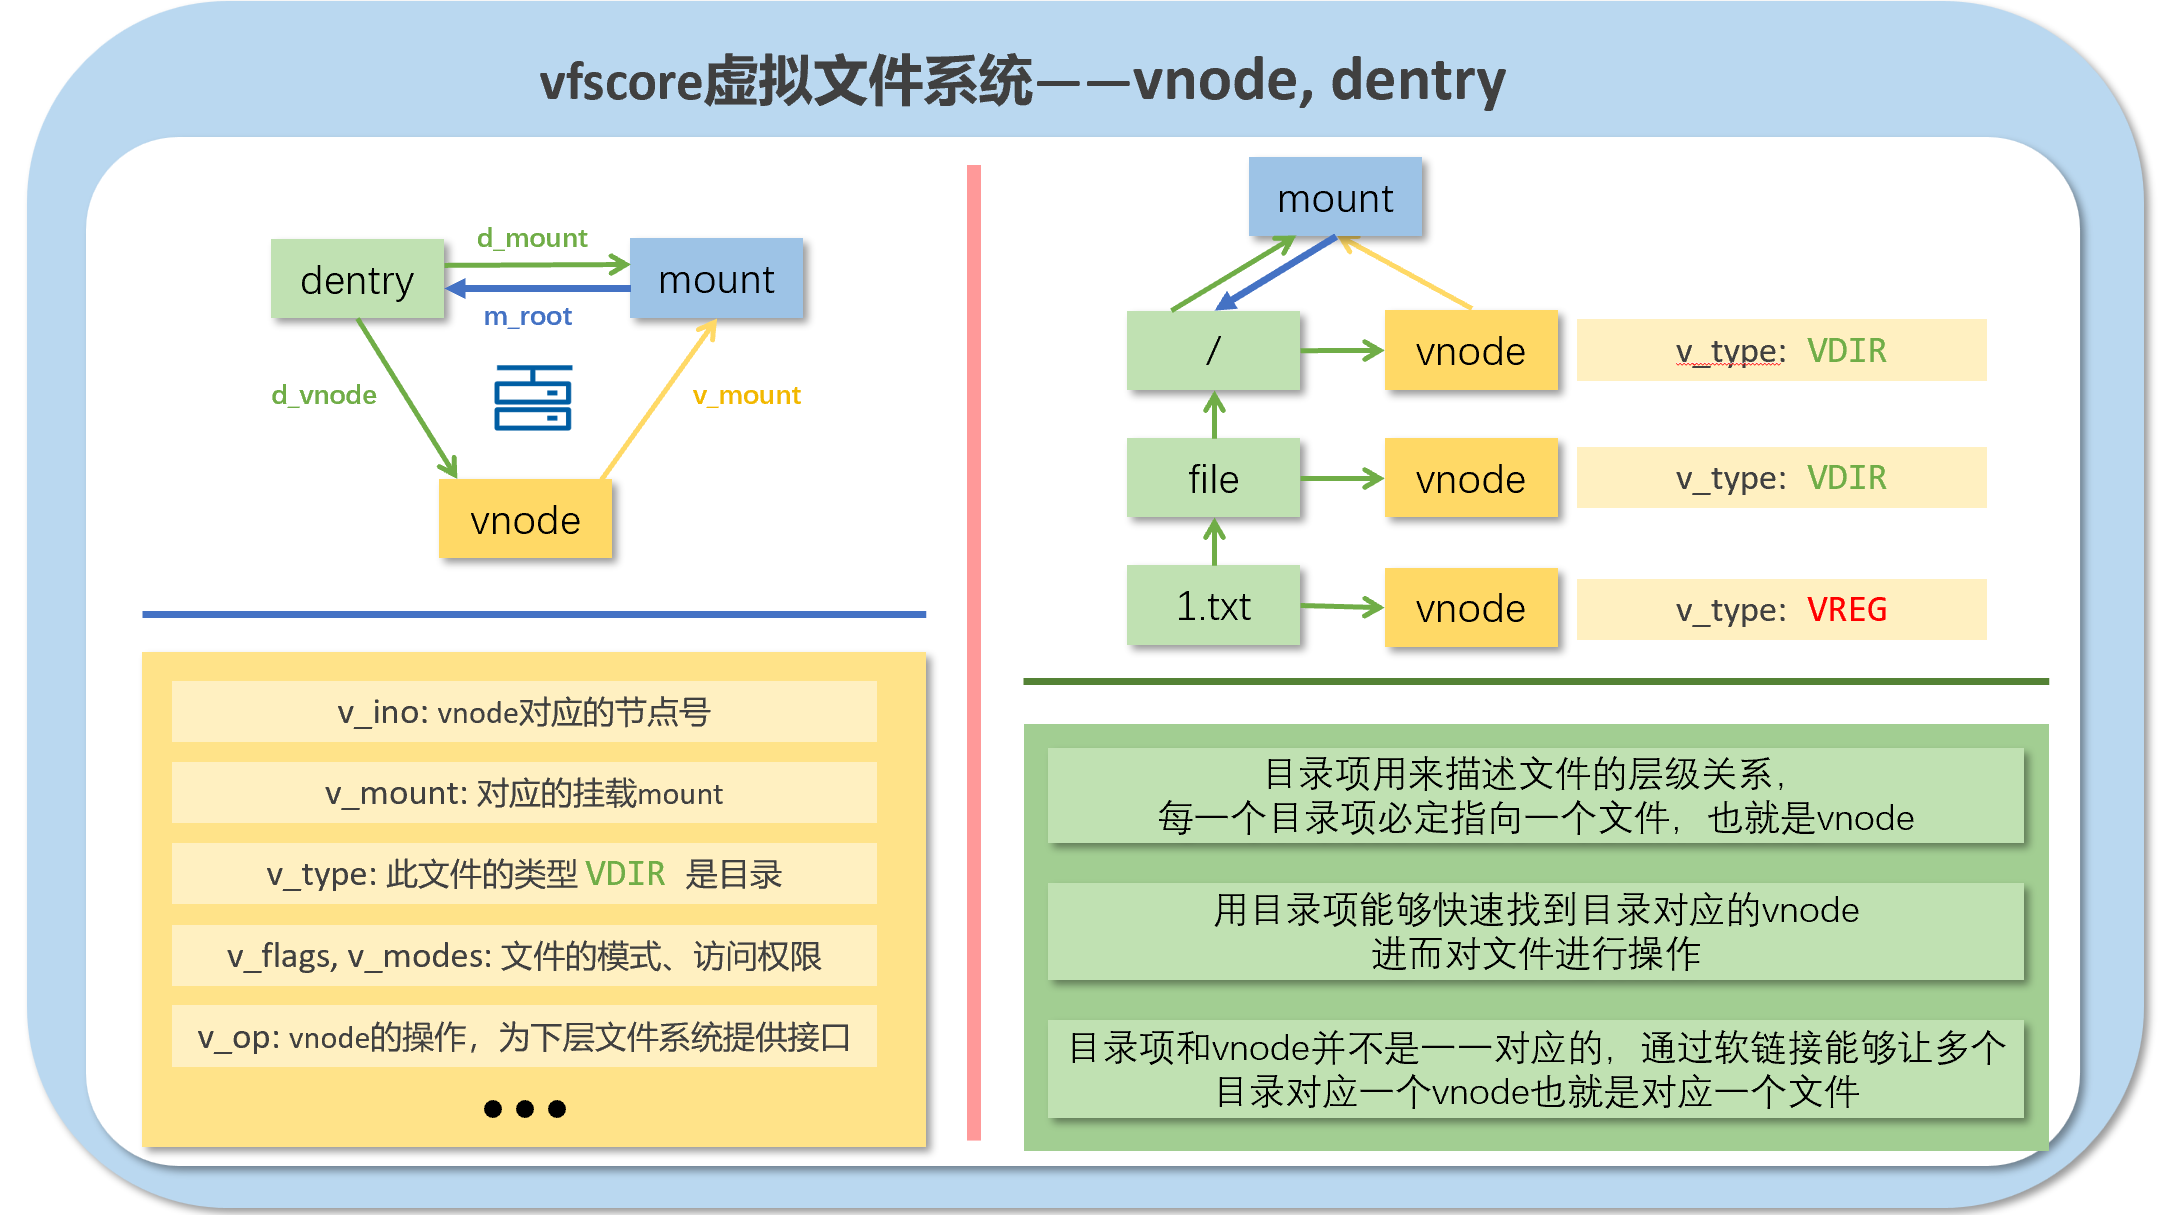 vfscore虚拟文件系统——vnode, dentry
dentry
d_mount
mount
m_root
d_vnode
v_mount
vnode
v_ino: vnode对应的节点号
v_mount: 对应的挂载mount
v_type: 此文件的类型 VDIR 是目录
v_flags, v_modes: 文件的模式、访问权限
v_op: vnode的操作，为下层文件系统提供接口
•••
mount
/
vnode
v_type: VDIR
file
vnode
v_type: VDIR
1.txt
vnode
v_type: VREG
目录项用来描述文件的层级关系，
每一个目录项必定指向一个文件，也就是vnode
用目录项能够快速找到目录对应的vnode
进而对文件进行操作
目录项和vnode并不是一一对应的，通过软链接能够让多个
目录对应一个vnode也就是对应一个文件